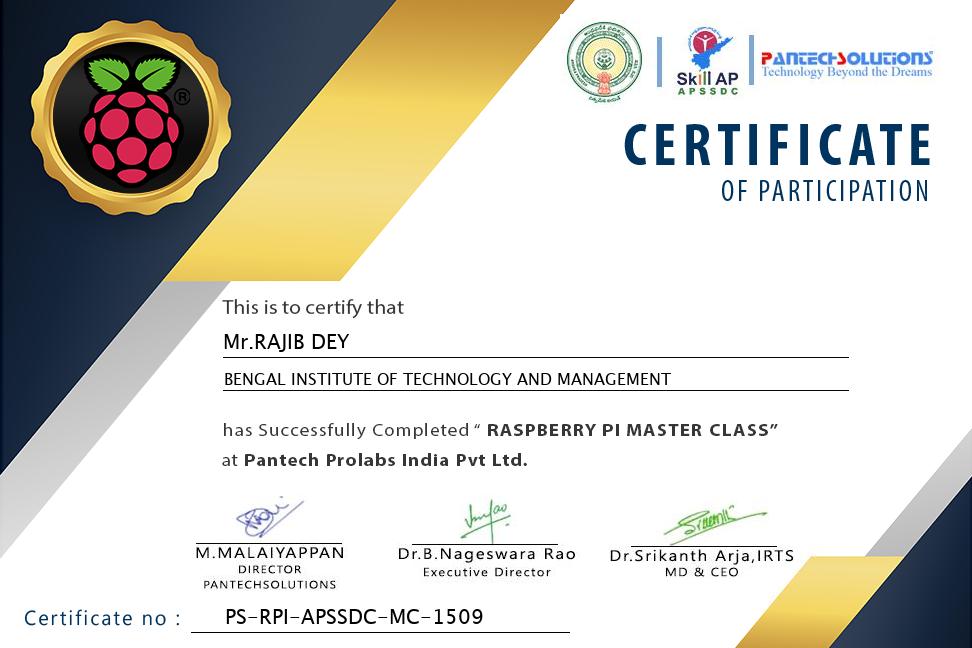 ®
Skill AP
APSSDC
PANTECHSOLUTIONS
Technology Beyond the Dreams
CERTIFICATE
OF PARTICIPATION
This is to certify that
Mr.RAJIB DEY
BENGAL INSTITUTE OF TECHNOLOGY AND MANAGEMENT
has Successfully Completed “ RASPBERRY PI MASTER CLASS”
at Pantech Prolabs India Pvt Ltd.
M.MALAIYAPPAN
DIRECTOR
PANTECHSOLUTIONS
Dr.B.Nageswara Rao
Executive Director
Dr.Srikanth Arja,IRTS
MD & CEO
Certificate no : PS-RPI-APSSDC-MC-1509